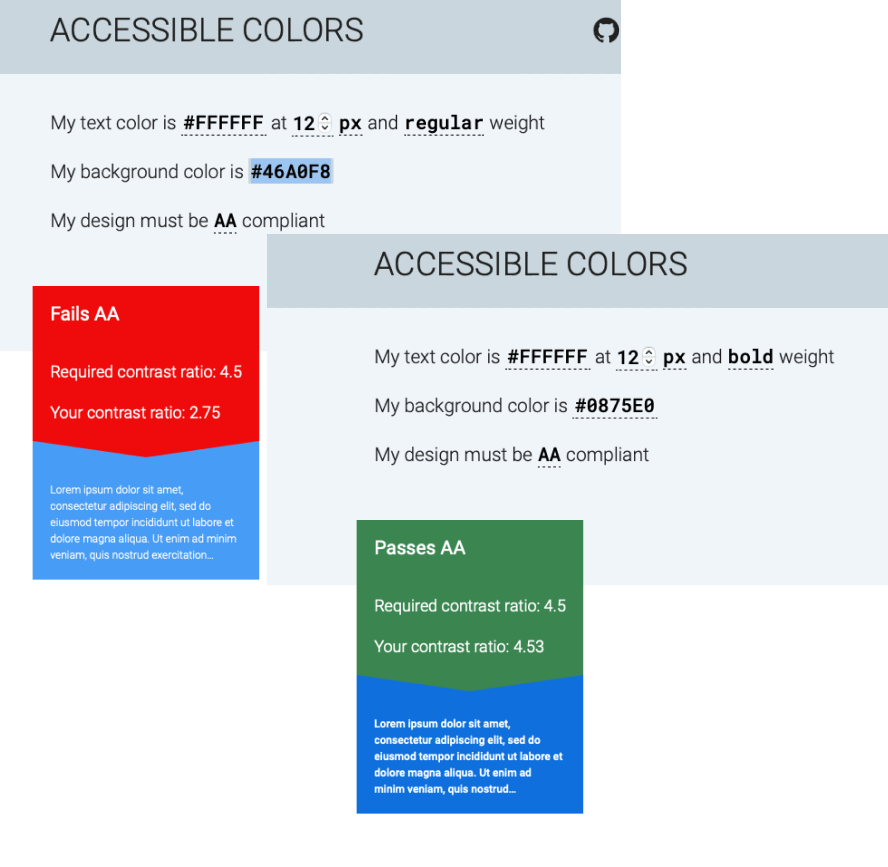 ACCESSIBLE COLORS
My text color is #FFFFFF at 12 px and regular weight
My background color is #46A0F8
My design must be AA compliant
Fails AA
Required contrast ratio: 4.5
Your contrast ratio: 2.75
Lorem ipsum dolor sit amet,
consectetur adipiscing elit, sed do
eiusmod tempor incididunt ut labore et
dolore magna aliqua. Ut enim ad minim
veniam, quis nostrud exercitation...
ACCESSIBLE COLORS
My text color is #FFFFFF at 12 px and bold weight
My background color is #0875E0
My design must be AA compliant
Passes AA
Required contrast ratio: 4.5
Your contrast ratio: 4.53
Lorem ipsum dolor sit amet,
consectetur adipiscing elit, sed do
eiusmod tempor incididunt ut labore et
dolore magna aliqua. Ut enim ad
minim veniam, quis nostrud...